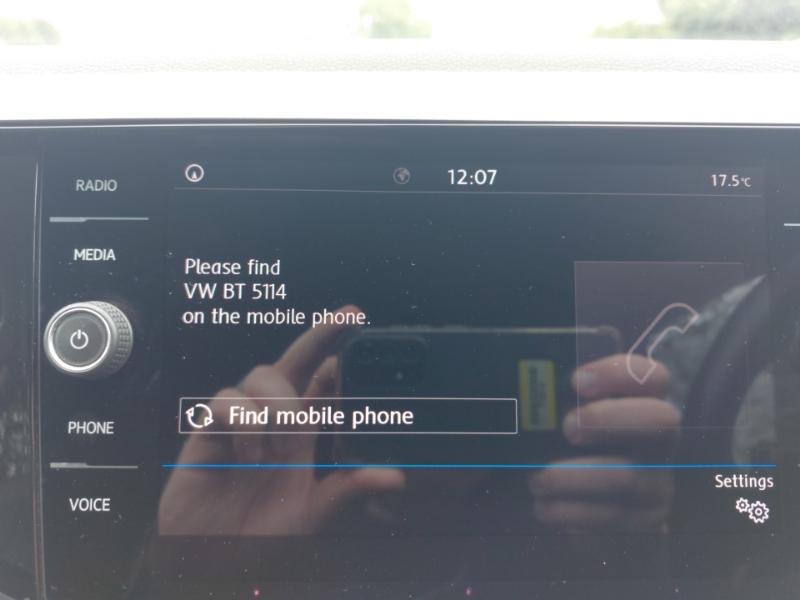 RADIO
MEDIA
PHONE
VOICE
12:07
17.5°C
Please find
VW BT 5114
on the mobile phone.
Find mobile phone
Settings